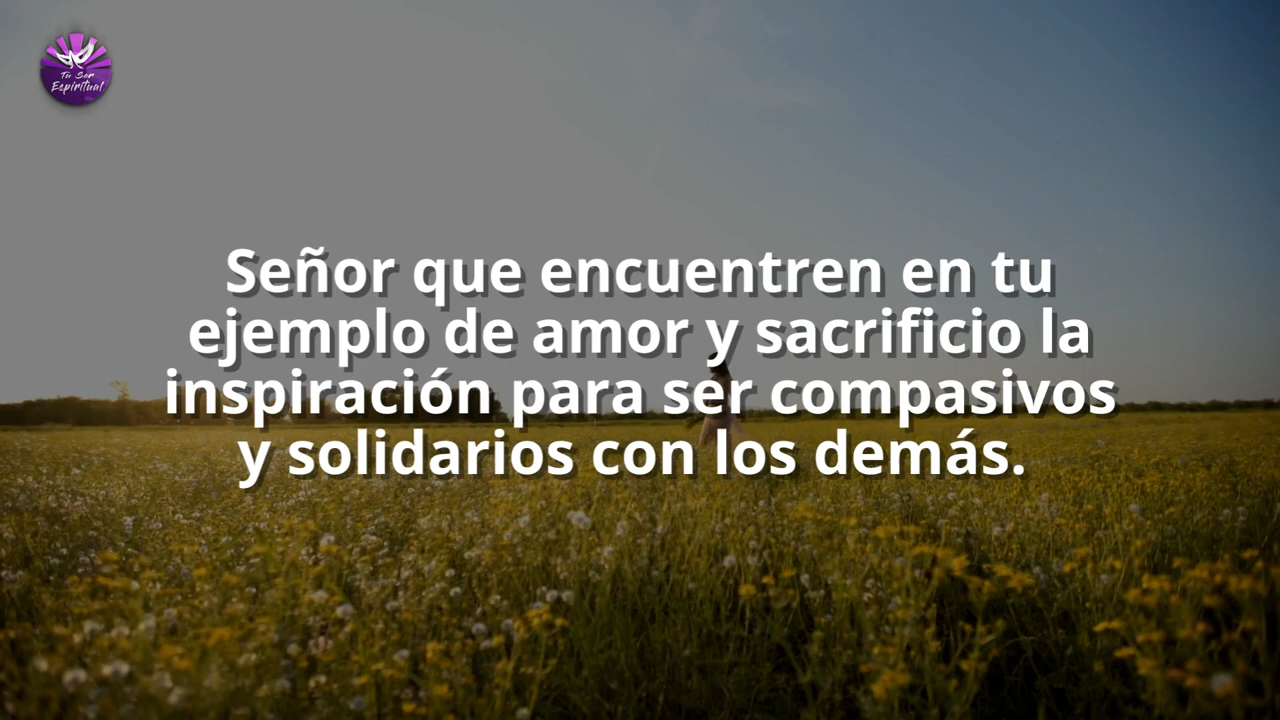 Tu Ser
Espiritual
Señor que encuentren en tu
ejemplo de amor y sacrificio la
inspiración para ser compasivos
y solidarios con los demás.